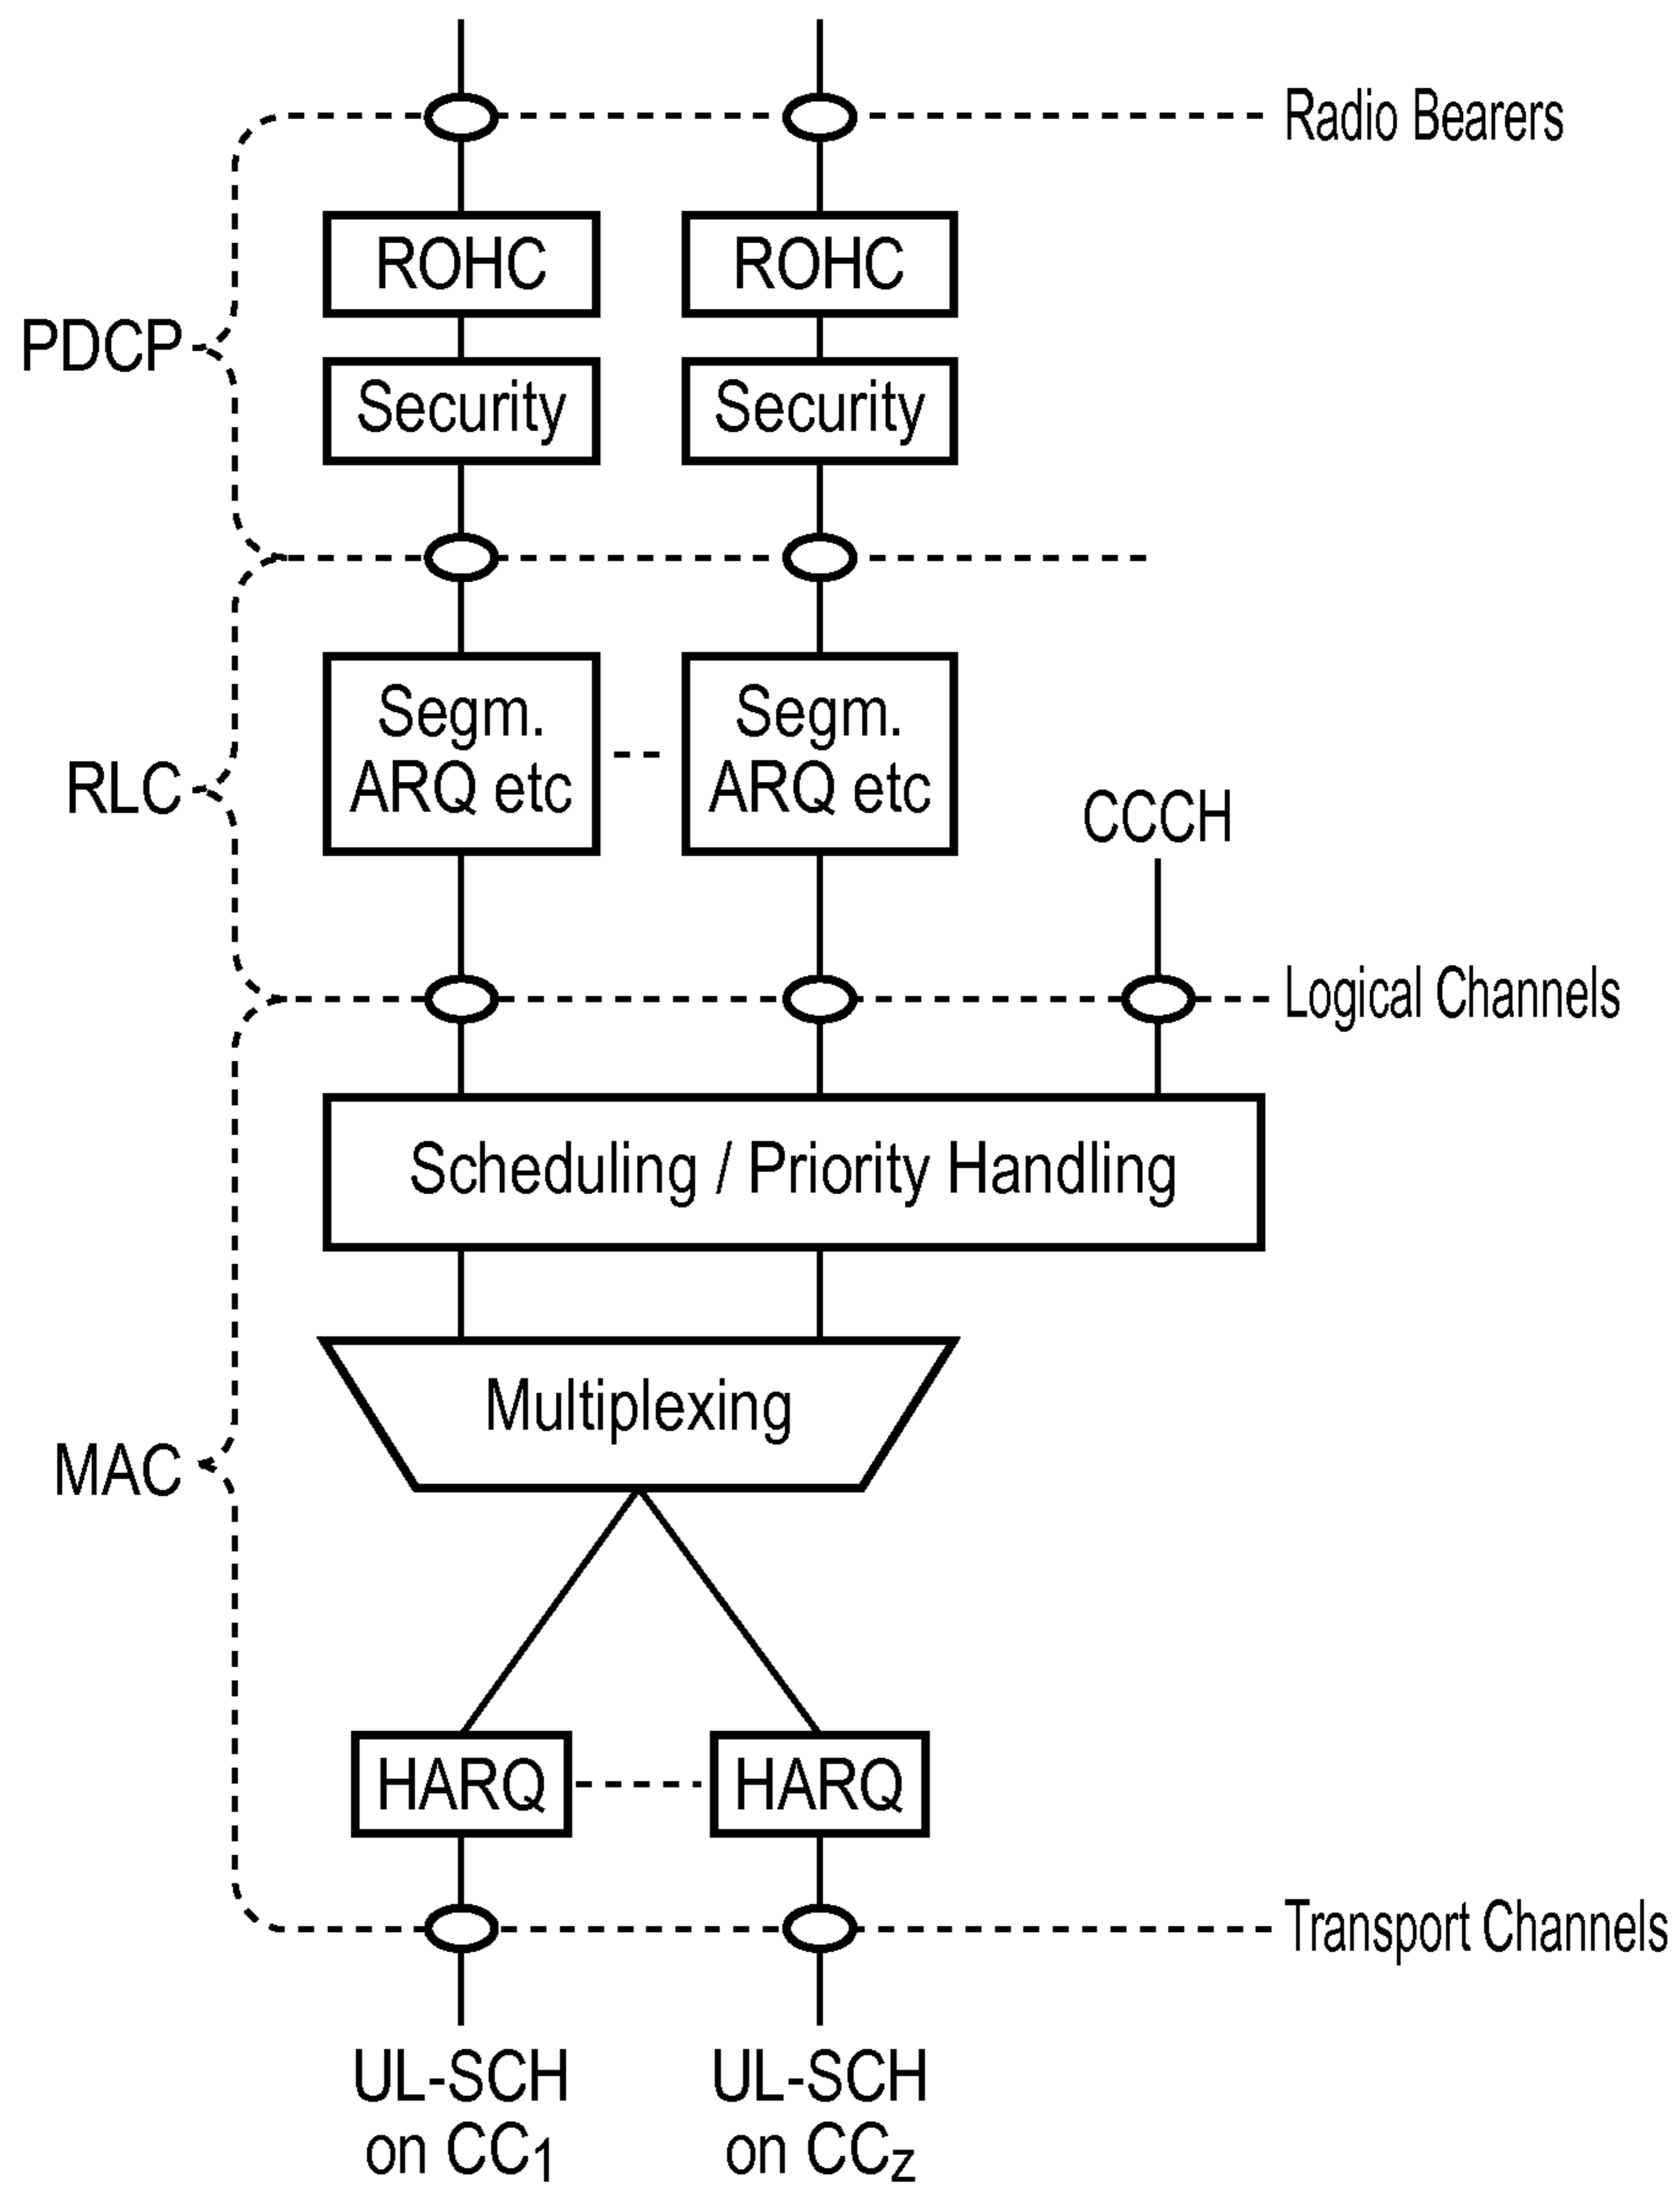 Radio Bearers
ROHC
ROHC
PDCP
Security
Security
Segm.
ARQ etc
Segm.
ARQ etc
RLC
CCCH
Logical Channels
Scheduling / Priority Handling
Multiplexing
MAC
HARQ
HARQ
Transport Channels
UL-SCH
on CC1
UL-SCH
on CCz